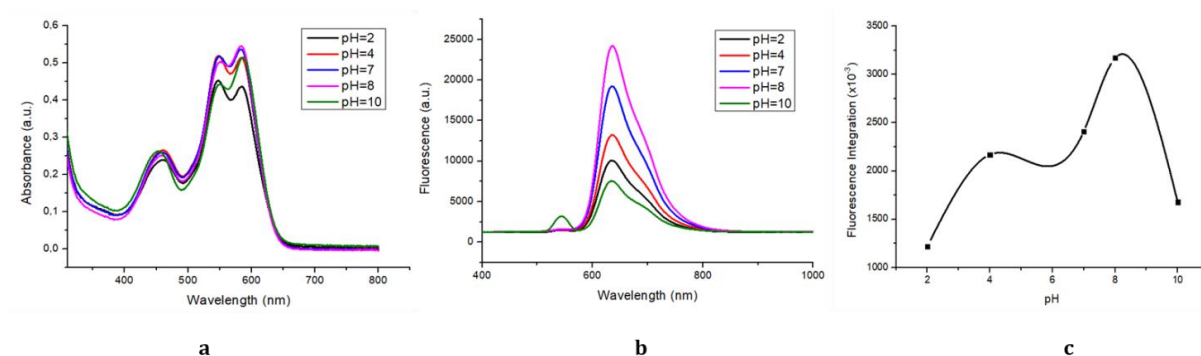 0,6
0,5
0,4
0,3
0,2
0,1
0,0
Absorbance (a.u.)
400 500 600 700 800
Wavelength (nm)
pH=2
pH=4
pH=7
pH=8
pH=10
a
25000
20000
15000
10000
5000
0
Fluorescence (a.u.)
400 600 800 1000
Wavelength (nm)
pH=2
pH=4
pH=7
pH=8
pH=10
b
3500
3000
2500
2000
1500
1000
Fluorescence Integration (x10⁻³)
2 4 6 8 10
pH
c